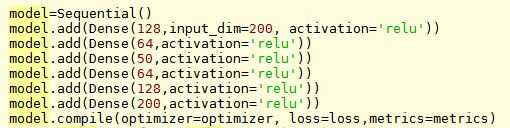 model=Sequential()
model.add(Dense(128,input_dim=200, activation='relu'))
model.add(Dense(64,activation='relu'))
model.add(Dense(50,activation='relu'))
model.add(Dense(64,activation='relu'))
model.add(Dense(128,activation='relu'))
model.add(Dense(200,activation='relu'))
model.compile(optimizer=optimizer, loss=loss,metrics=metrics)